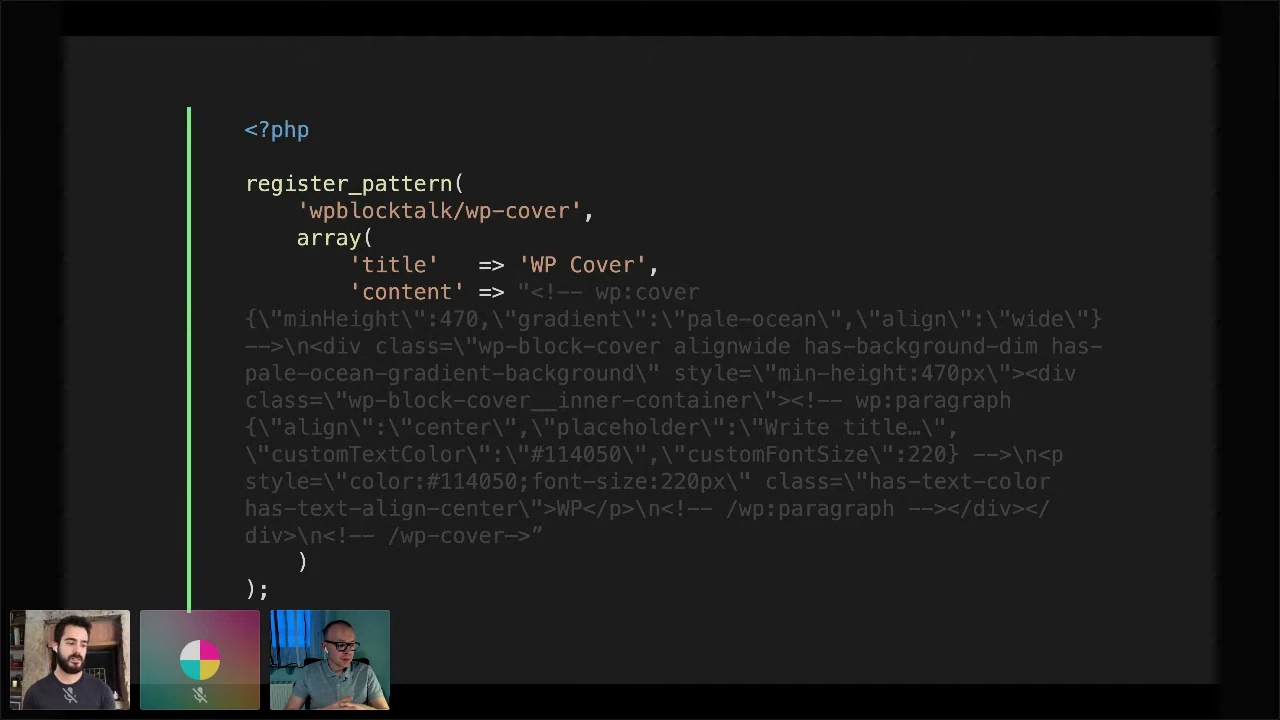 <?php
register_pattern(
'wpblocktalk/wp-cover',
array(
'title' => 'WP Cover',
'content' => "<!-- wp:cover
{\"minHeight\":470,\"gradient\":\"pale-ocean\",\"align\":\"wide\"}
-->\n<div class=\"wp-block-cover alignwide has-background-dim has-
pale-ocean-gradient-background\" style=\"min-height:470px\"><div
class=\"wp-block-cover__inner-container\"><!-- wp:paragraph
{\"align\":\"center\",\"placeholder\":\"Write title…\",
\"customTextColor\":\"#114050\",\"customFontSize\":220} -->\n<p
style=\"color:#114050;font-size:220px\" class=\"has-text-color
has-text-align-center\">WP</p>\n<!-- /wp:paragraph --></div></
div>\n<!-- /wp-cover—>”
)
);